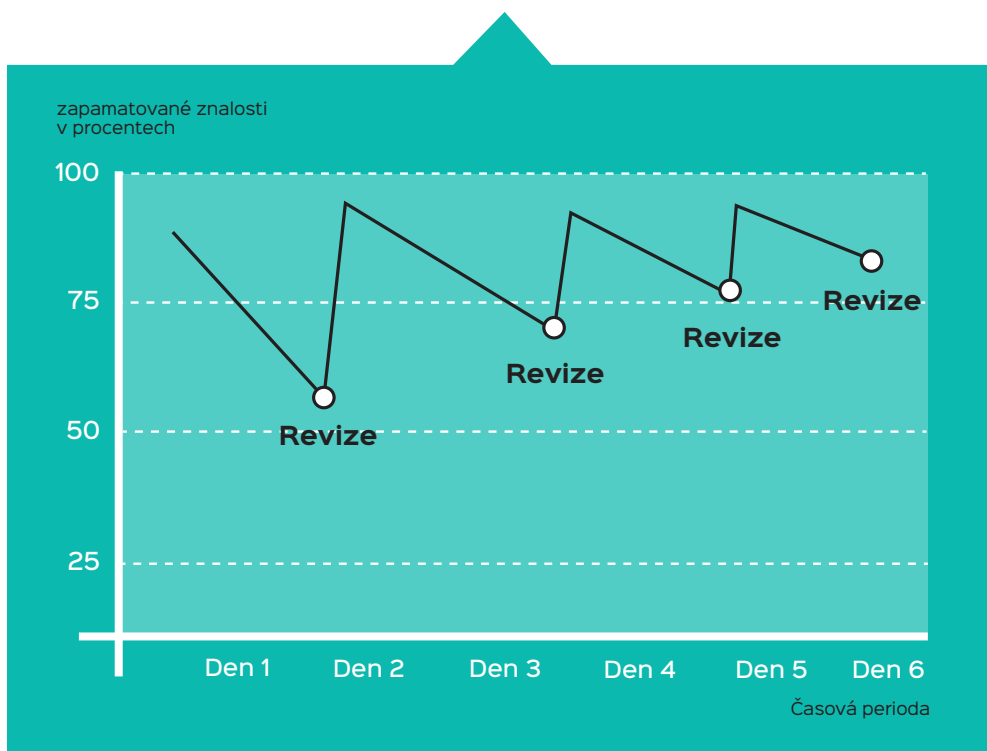 zapamatované znalosti
v procentech
100
75
50
25
Revize
Revize
Revize
Revize
Den 1
Den 2
Den 3
Den 4
Den 5
Den 6
Časová perioda